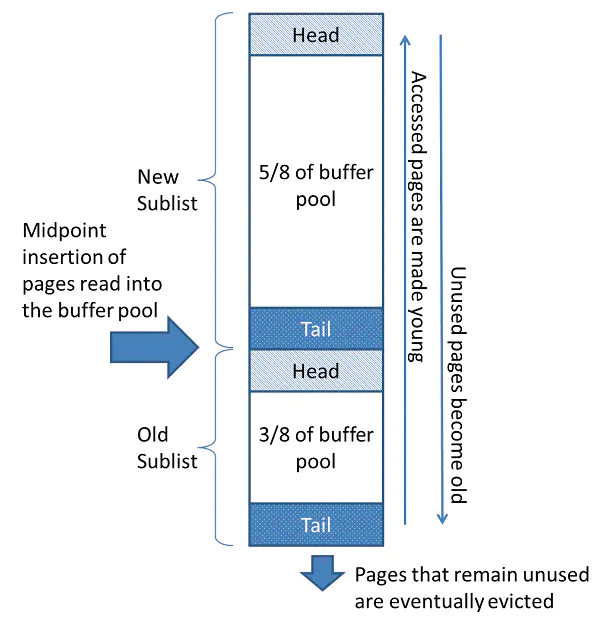 Head
5/8 of buffer
pool
New
Sublist
Midpoint
insertion of
pages read into
the buffer pool
Tail
Head
Old
Sublist
3/8 of buffer
pool
Tail
Accessed pages are made young
Unused pages become old
Pages that remain unused
are eventually evicted